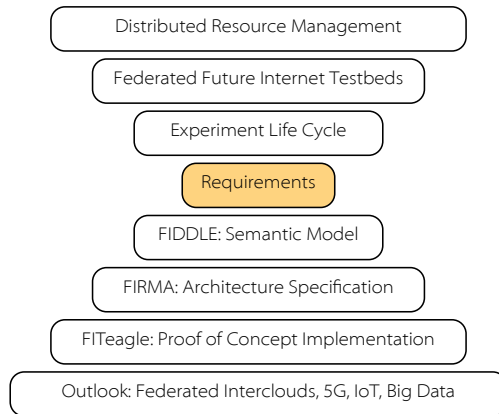 Distributed Resource Management
Federated Future Internet Testbeds
Experiment Life Cycle
Requirements
FIDDLE: Semantic Model
FIRMA: Architecture Specification
FITeagle: Proof of Concept Implementation
Outlook: Federated Interclouds, 5G, IoT, Big Data